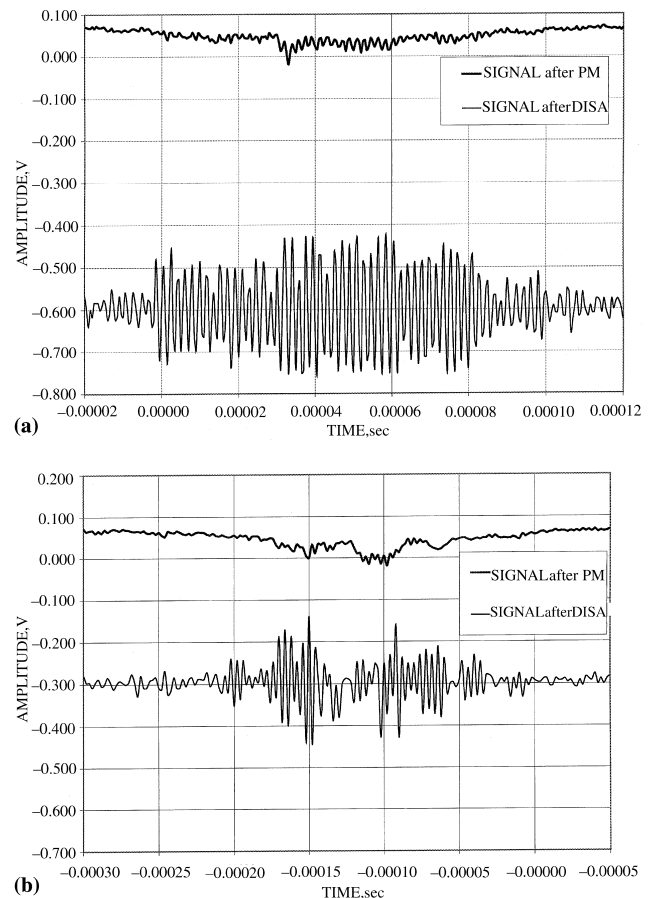 0.100
0.000
−0.100
−0.200
−0.300
−0.400
−0.500
−0.600
−0.700
−0.800
AMPLITUDE,V
SIGNAL after PM
SIGNAL afterDISA
−0.00002 0.00000 0.00002 0.00004 0.00006 0.00008 0.00010 0.00012
TIME,sec
(a)
0.200
0.100
0.000
−0.100
−0.200
−0.300
−0.400
−0.500
−0.600
−0.700
AMPLITUDE,V
SIGNALafter PM
SIGNALafterDISA
−0.00030 −0.00025 −0.00020 −0.00015 −0.00010 −0.00005 −0.00000 −0.00005
TIME,sec
(b)